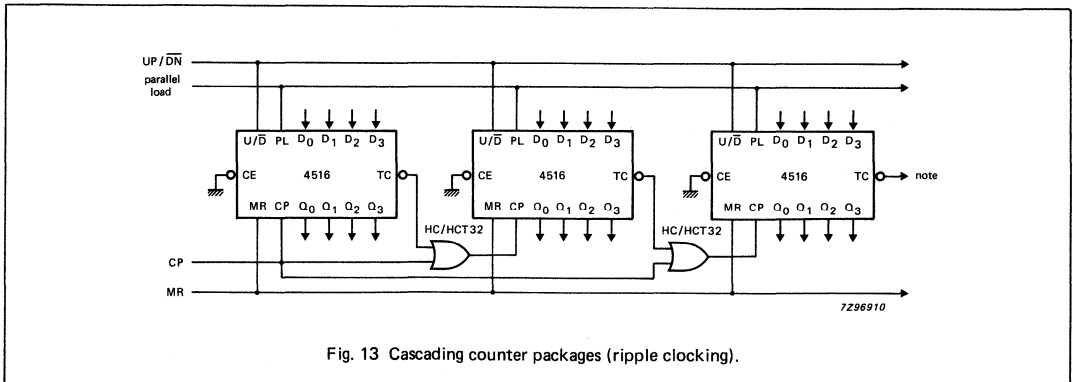 UP/D̅N̅
parallel
load
U/D̅ PL D0 D1 D2 D3
CE 4516 TC
MR CP Q0 Q1 Q2 Q3
U/D̅ PL D0 D1 D2 D3
CE 4516 TC
MR CP Q0 Q1 Q2 Q3
U/D̅ PL D0 D1 D2 D3
CE 4516 TC
MR CP Q0 Q1 Q2 Q3
note
HC/HCT32
HC/HCT32
CP
MR
7Z96910
Fig. 13 Cascading counter packages (ripple clocking).